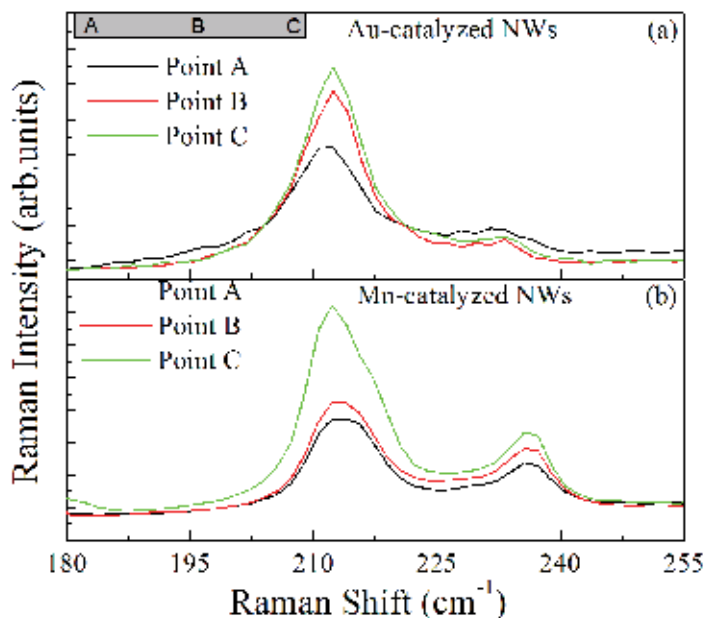 A B C
Au-catalyzed NWs (a)
Point A
Point B
Point C
Mn-catalyzed NWs (b)
Point A
Point B
Point C
Raman Intensity (arb.units)
180 195 210 225 240 255
Raman Shift (cm⁻¹)